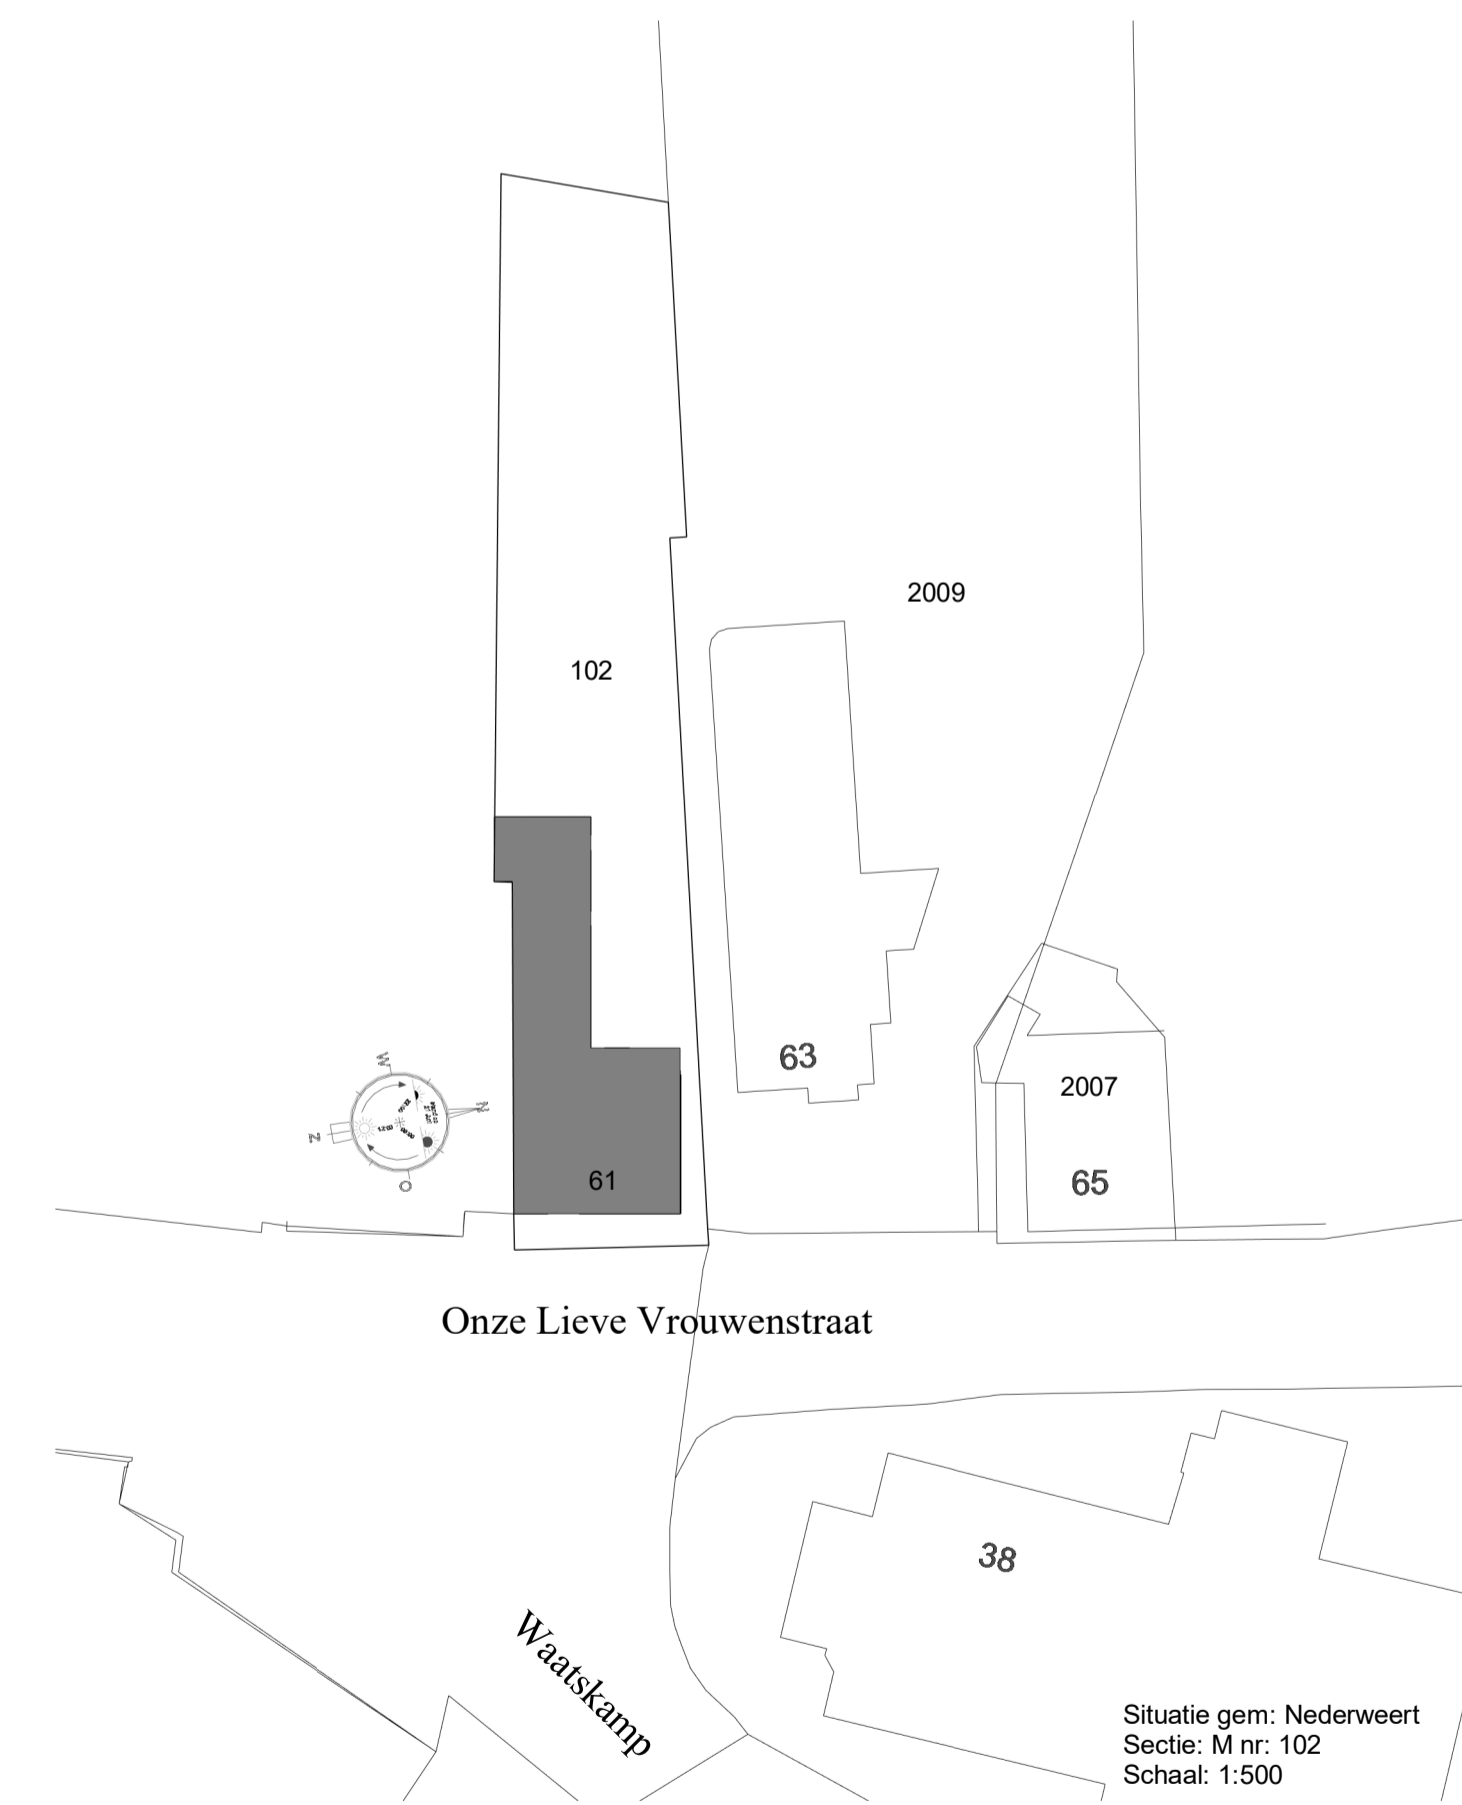 2009
102
63
W
N
Z
O
2007
61
65
Onze Lieve Vrouwenstraat
38
Waatskamp
Situatie gem: Nederweert
Sectie: M nr: 102
Schaal: 1:500